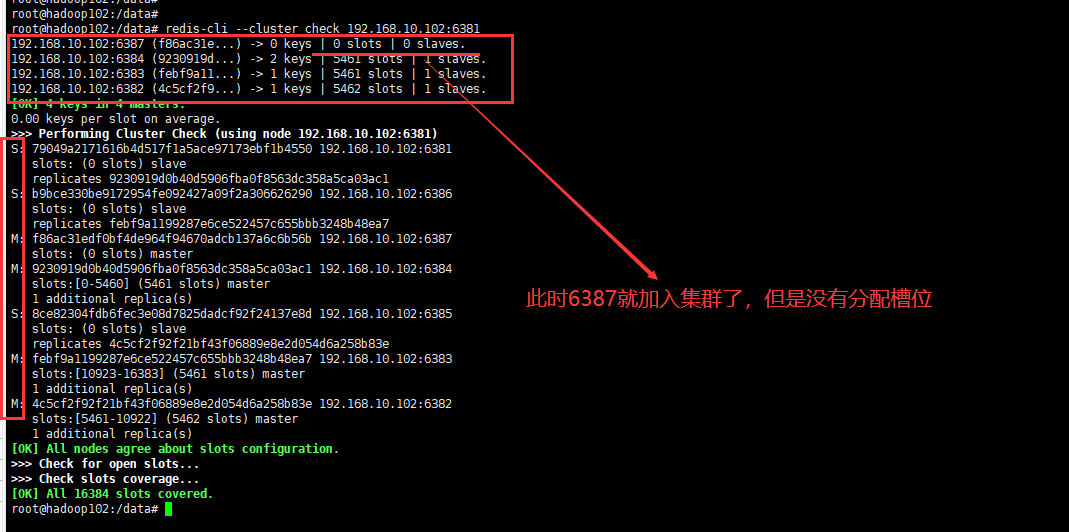 root@hadoop102:/data#
root@hadoop102:/data#
root@hadoop102:/data# redis-cli --cluster check 192.168.10.102:6381
192.168.10.102:6387 (f86ac31e...) -> 0 keys | 0 slots | 0 slaves.
192.168.10.102:6384 (9230919d...) -> 2 keys | 5461 slots | 1 slaves.
192.168.10.102:6383 (febf9a11...) -> 1 keys | 5461 slots | 1 slaves.
192.168.10.102:6382 (4c5cf2f9...) -> 1 keys | 5462 slots | 1 slaves.
[OK] 4 keys in 4 masters.
0.00 keys per slot on average.
>>> Performing Cluster Check (using node 192.168.10.102:6381)
S: 79049a2171616b4d517f1a5ace97173ebf1b4550 192.168.10.102:6381
slots: (0 slots) slave
replicates 9230919d0b40d5906fba0f8563dc358a5ca03ac1
S: b9bce330be9172954fe092427a09f2a306626290 192.168.10.102:6386
slots: (0 slots) slave
replicates febf9a1199287e6ce522457c655bbb3248b48ea7
M: f86ac31edf0bf4de964f94670adcb137a6c6b56b 192.168.10.102:6387
slots: (0 slots) master
M: 9230919d0b40d5906fba0f8563dc358a5ca03ac1 192.168.10.102:6384
slots:[0-5460] (5461 slots) master
1 additional replica(s)
S: 8ce82304fdb6fec3e08d7825dadcf92f24137e8d 192.168.10.102:6385
slots: (0 slots) slave
replicates 4c5cf2f92f21bf43f06889e8e2d054d6a258b83e
M: febf9a1199287e6ce522457c655bbb3248b48ea7 192.168.10.102:6383
slots:[10923-16383] (5461 slots) master
1 additional replica(s)
M: 4c5cf2f92f21bf43f06889e8e2d054d6a258b83e 192.168.10.102:6382
slots:[5461-10922] (5462 slots) master
1 additional replica(s)
[OK] All nodes agree about slots configuration.
>>> Check for open slots...
>>> Check slots coverage...
[OK] All 16384 slots covered.
root@hadoop102:/data#
此时6387就加入集群了，但是没有分配槽位